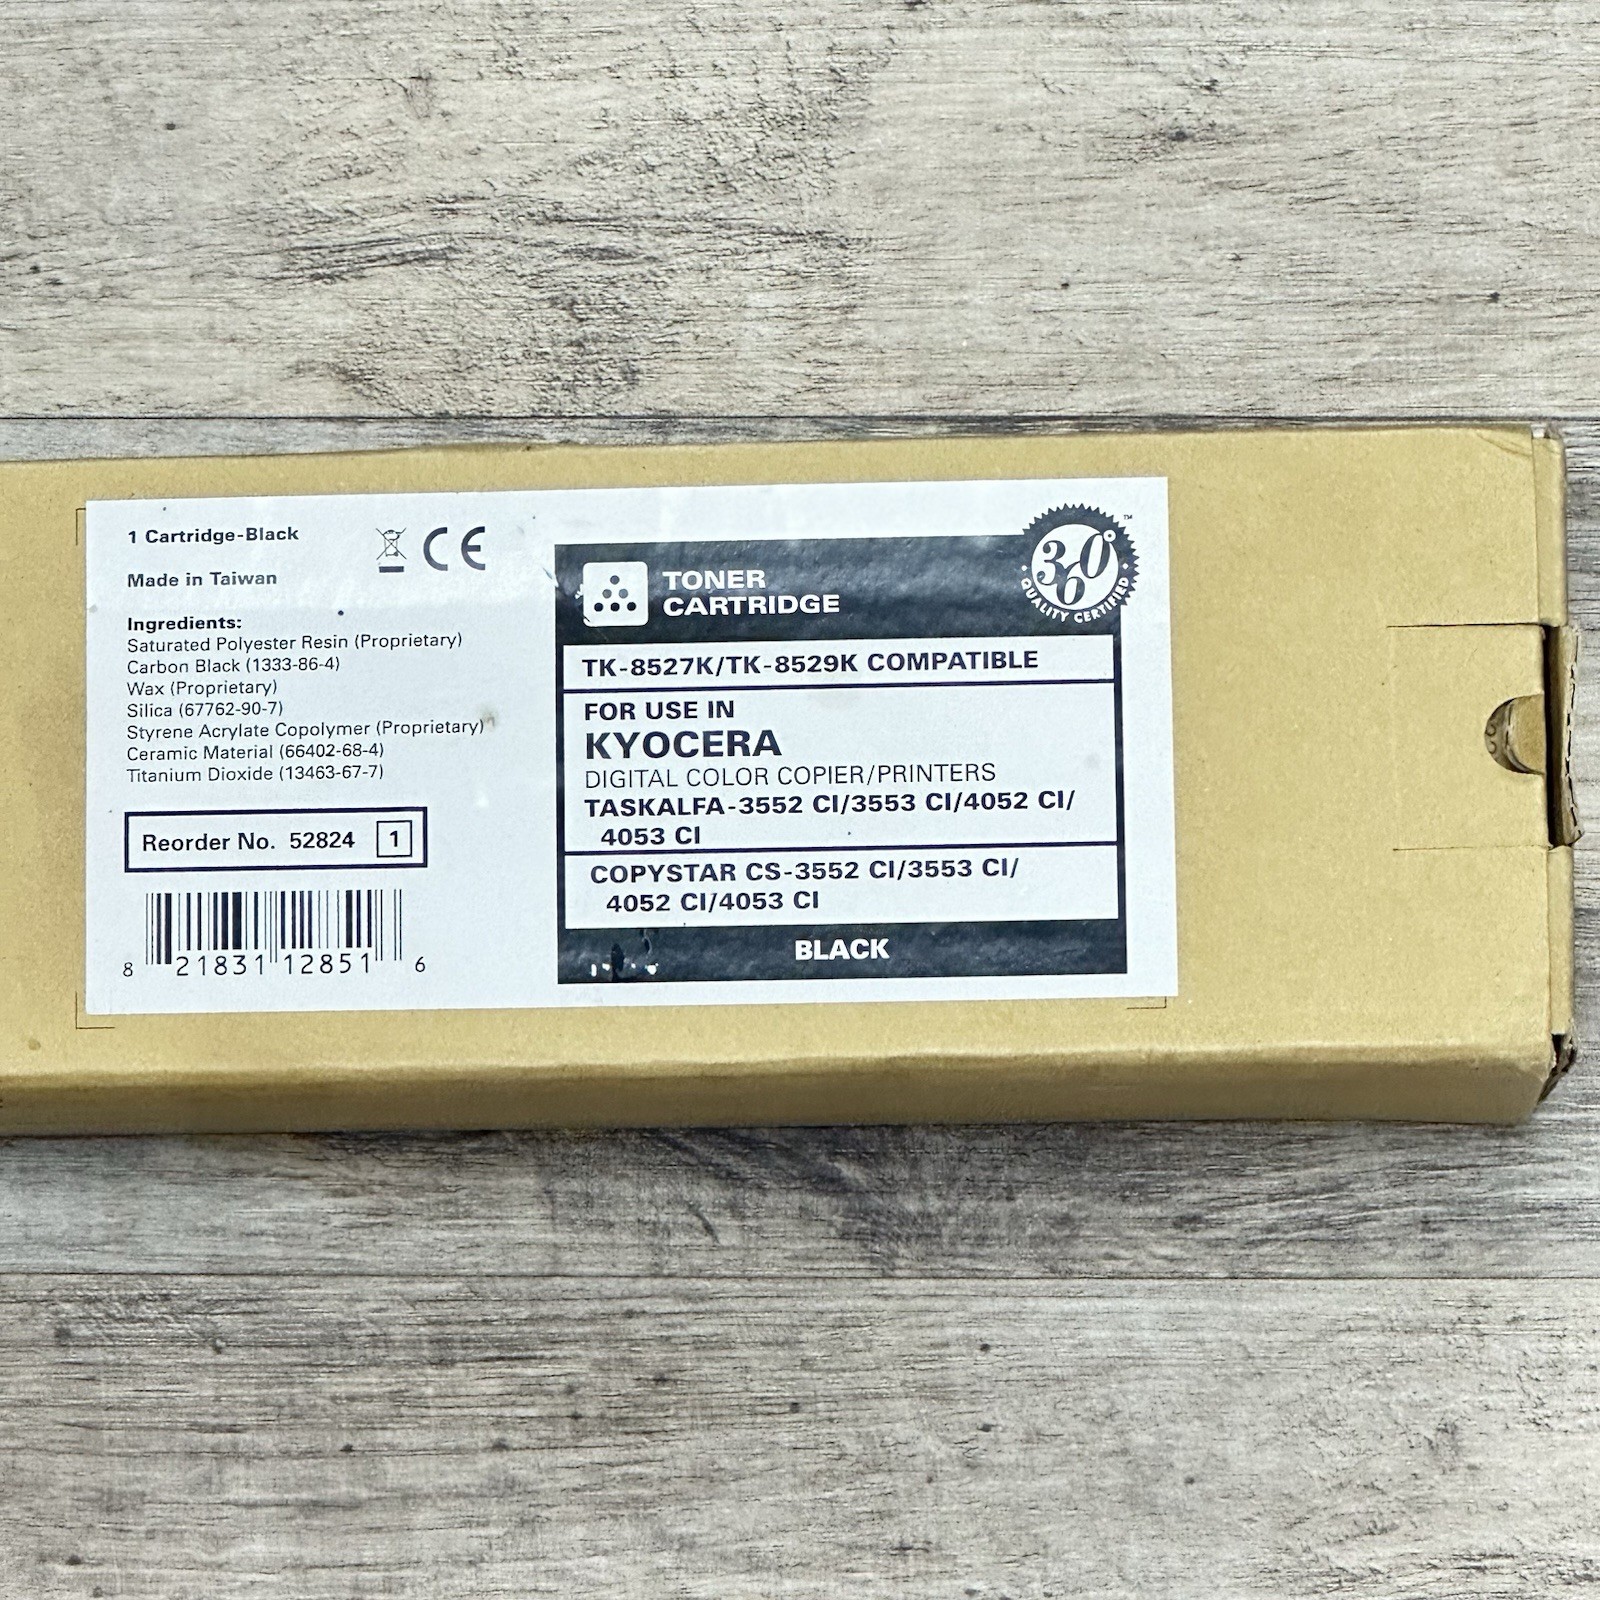 1 Cartridge-Black
CE
Made in Taiwan
Ingredients:
Saturated Polyester Resin (Proprietary)
Carbon Black (1333-86-4)
Wax (Proprietary)
Silica (67762-90-7)
Styrene Acrylate Copolymer (Proprietary)
Ceramic Material (66402-68-4)
Titanium Dioxide (13463-67-7)
Reorder No. 52824 1
8 21831 12851 6
TONER
CARTRIDGE
360°
™
QUALITY CERTIFIED
TK-8527K/TK-8529K COMPATIBLE
FOR USE IN
KYOCERA
DIGITAL COLOR COPIER/PRINTERS
TASKALFA-3552 CI/3553 CI/4052 CI/
4053 CI
COPYSTAR CS-3552 CI/3553 CI/
4052 CI/4053 CI
BLACK